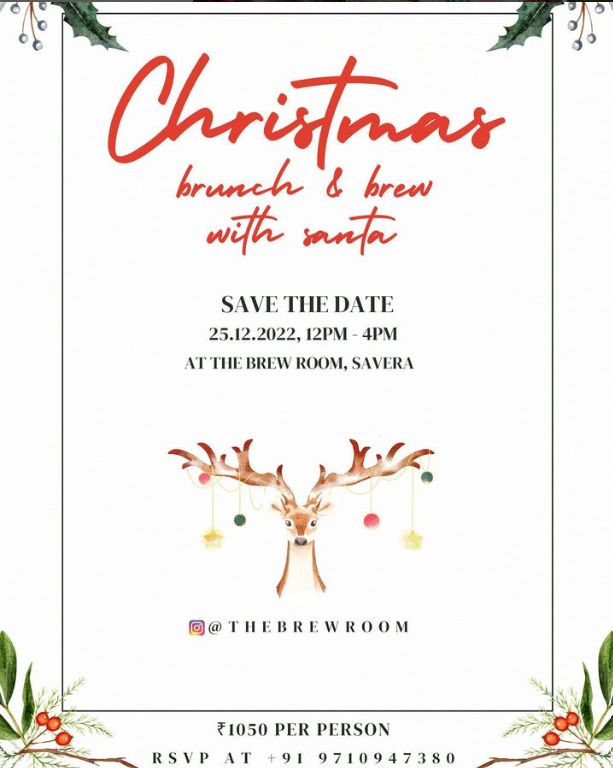 Christmas
brunch & brew
with santa
SAVE THE DATE
25.12.2022, 12PM - 4PM
AT THE BREW ROOM, SAVERA
@THEBREWROOM
₹1050 PER PERSON
RSVP AT +91 9710947380